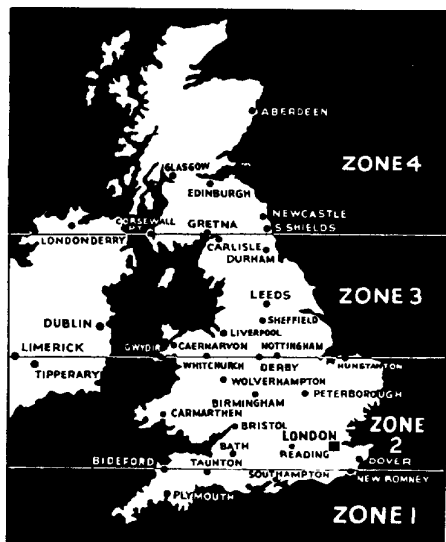 ABERDEEN
GLASGOW
ZONE 4
EDINBURGH
NEWCASTLE
CORSEWALL
PT.
GRETNA
S SHIELDS
LONDONDERRY
CARLISLE
DURHAM
LEEDS
ZONE 3
SHEFFIELD
DUBLIN
LIVERPOOL
GWYDIR
CAERNARVON
NOTTINGHAM
LIMERICK
WHITCHURCH
DERBY
HUNSTANTON
TIPPERARY
WOLVERHAMPTON
BIRMINGHAM
PETERBOROUGH
CARMARTHEN
ZONE
2
BRISTOL
LONDON
BATH
READING
BIDEFORD
TAUNTON
DOVER
SOUTHAMPTON
NEW ROMNEY
PLYMOUTH
ZONE 1